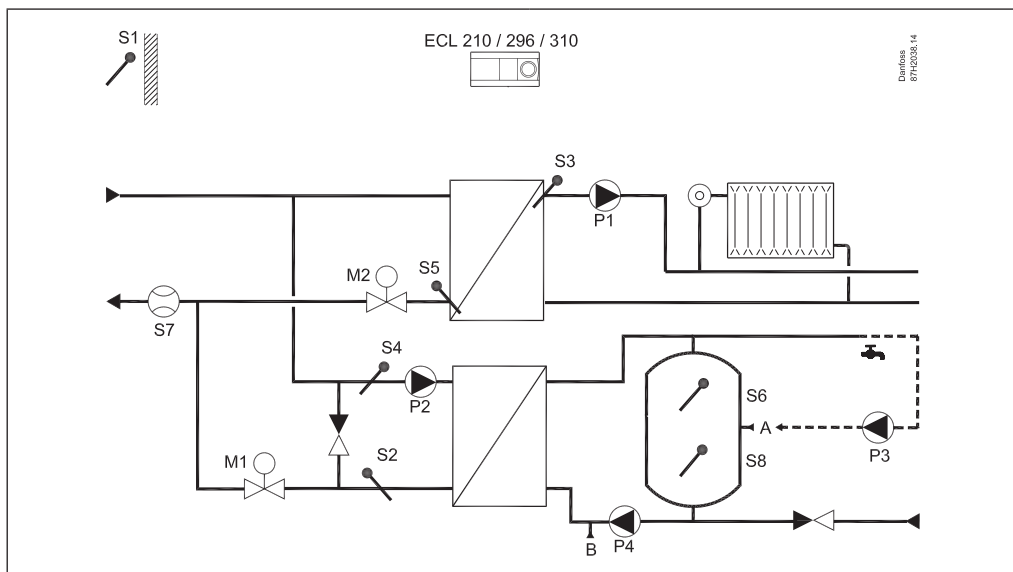 S1
ECL 210 / 296 / 310
Danfoss
87H2038.14
S3
P1
M2
S5
S7
S4
P2
S6
A
P3
S8
M1
S2
B
P4